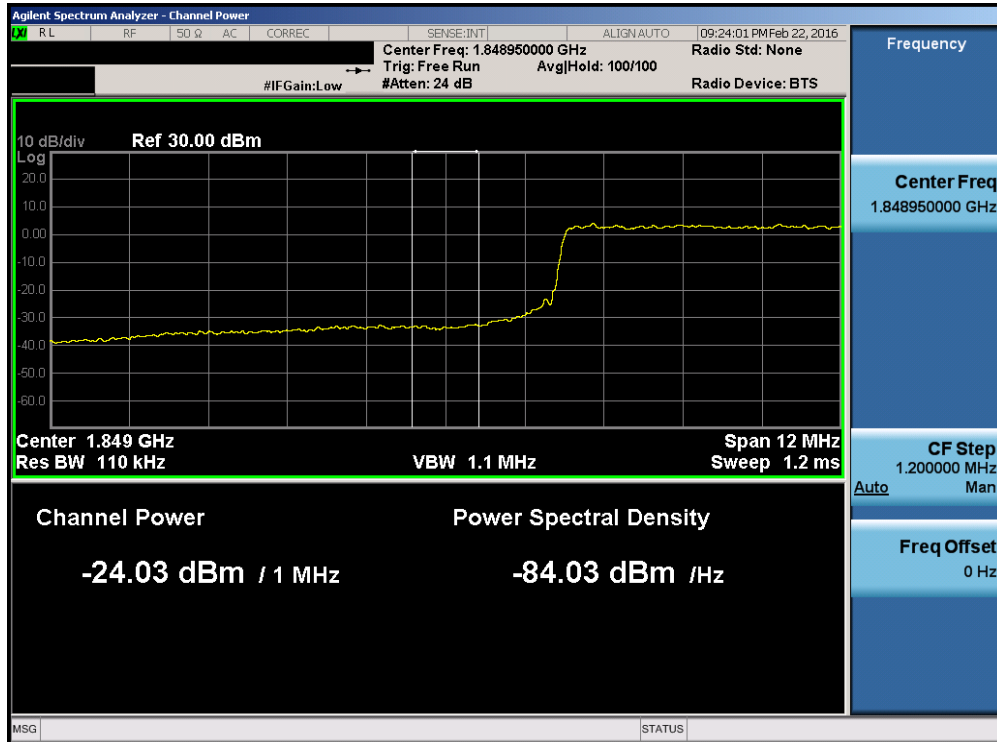 Agilent Spectrum Analyzer - Channel Power
LXI RL RF 50 Ω AC CORREC SENSE:INT ALIGN AUTO 09:24:01 PM Feb 22, 2016
Center Freq: 1.848950000 GHz Radio Std: None
Trig: Free Run Avg|Hold: 100/100
#IFGain:Low #Atten: 24 dB Radio Device: BTS
10 dB/div Ref 30.00 dBm
Log
20.0
10.0
0.00
-10.0
-20.0
-30.0
-40.0
-50.0
-60.0
Center 1.849 GHz Span 12 MHz
Res BW 110 kHz VBW 1.1 MHz Sweep 1.2 ms
Channel Power Power Spectral Density
-24.03 dBm / 1 MHz -84.03 dBm /Hz
Frequency
Center Freq
1.848950000 GHz
CF Step
1.200000 MHz
Auto Man
Freq Offset
0 Hz
MSG STATUS